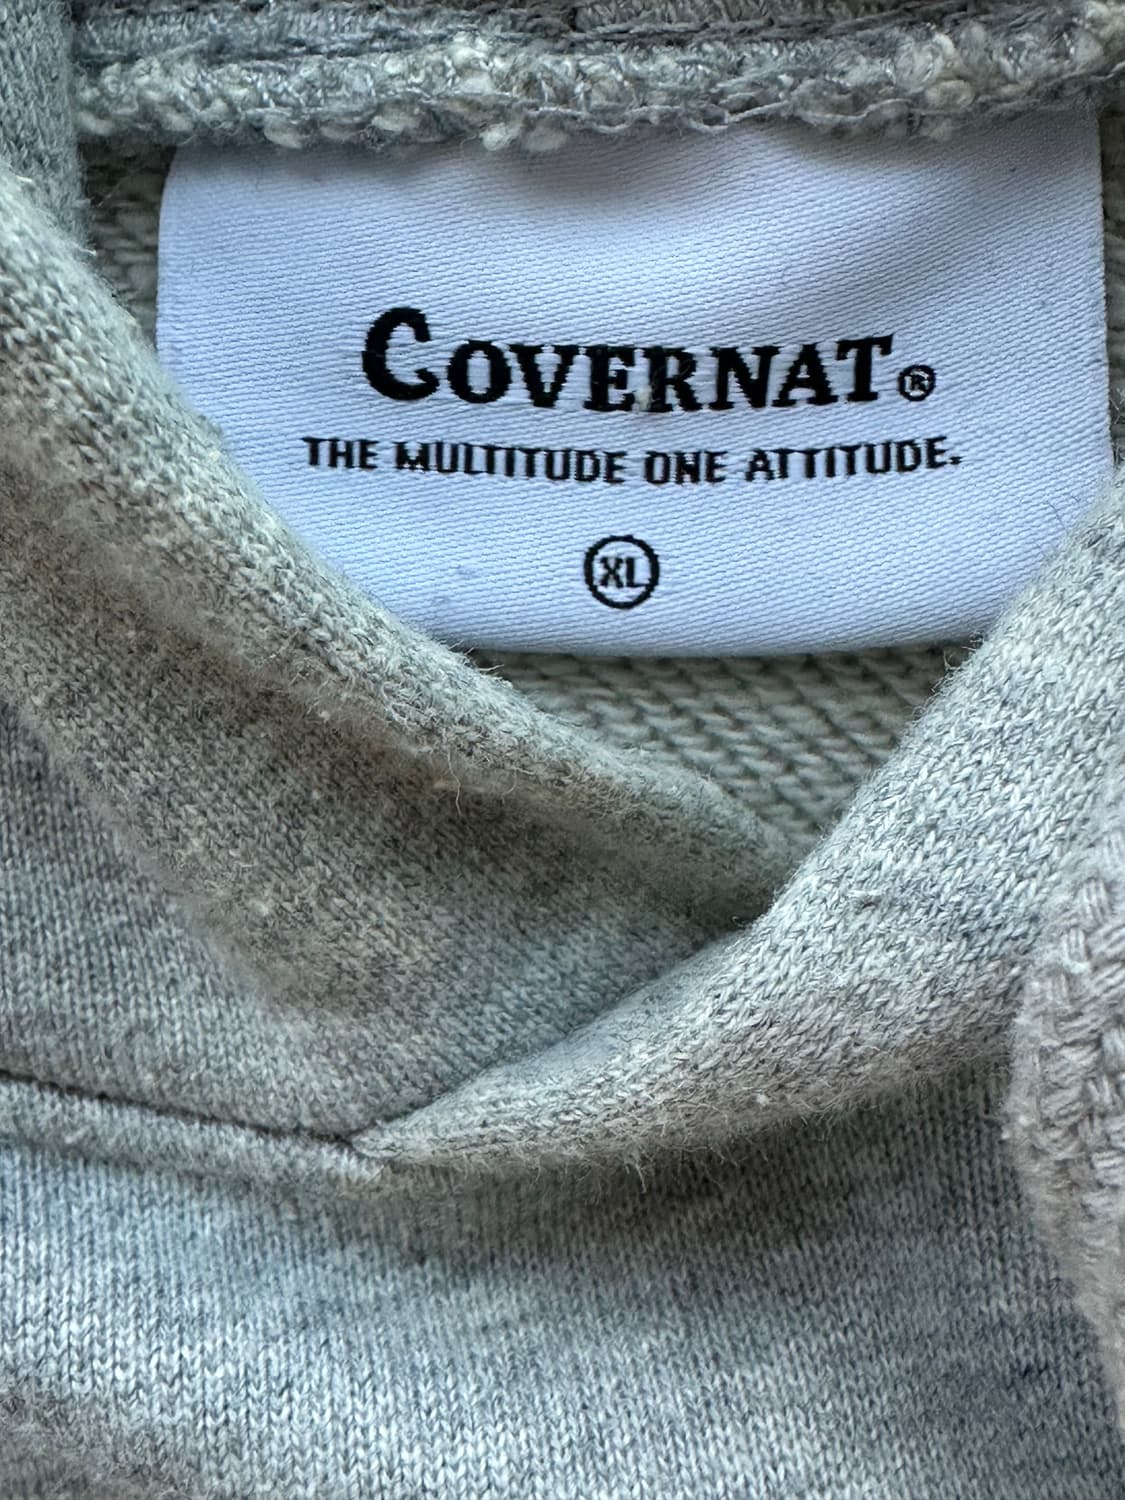 COVERNAT®
THE MULTITUDE ONE ATTITUDE.
XL